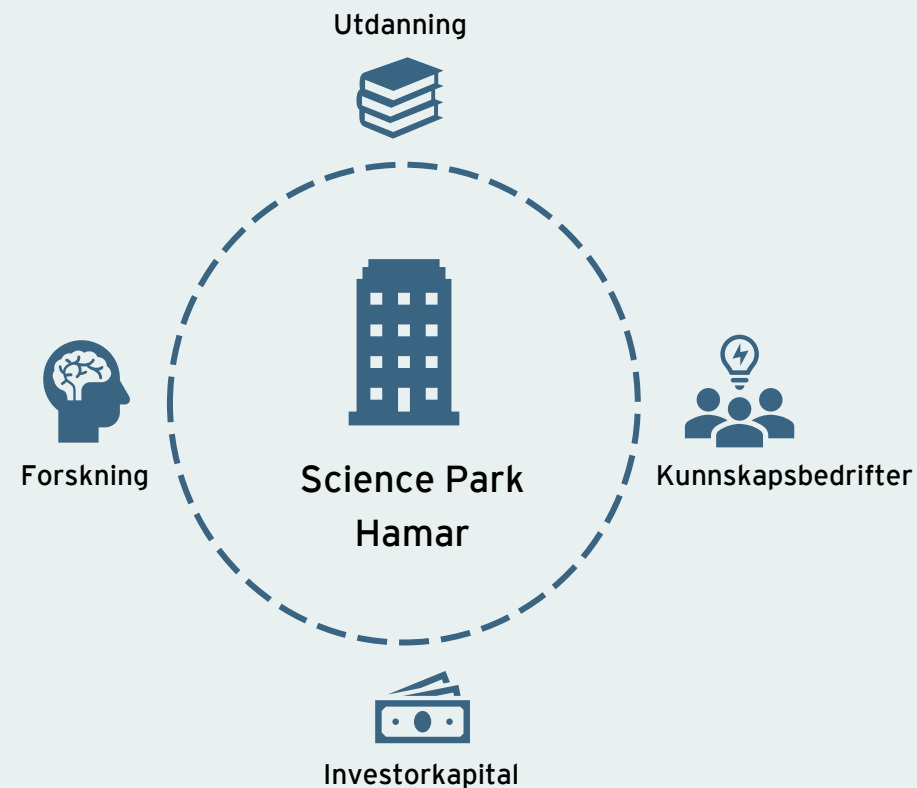 Utdanning
Forskning
Science Park
Hamar
Kunnskapsbedrifter
Investorkapital